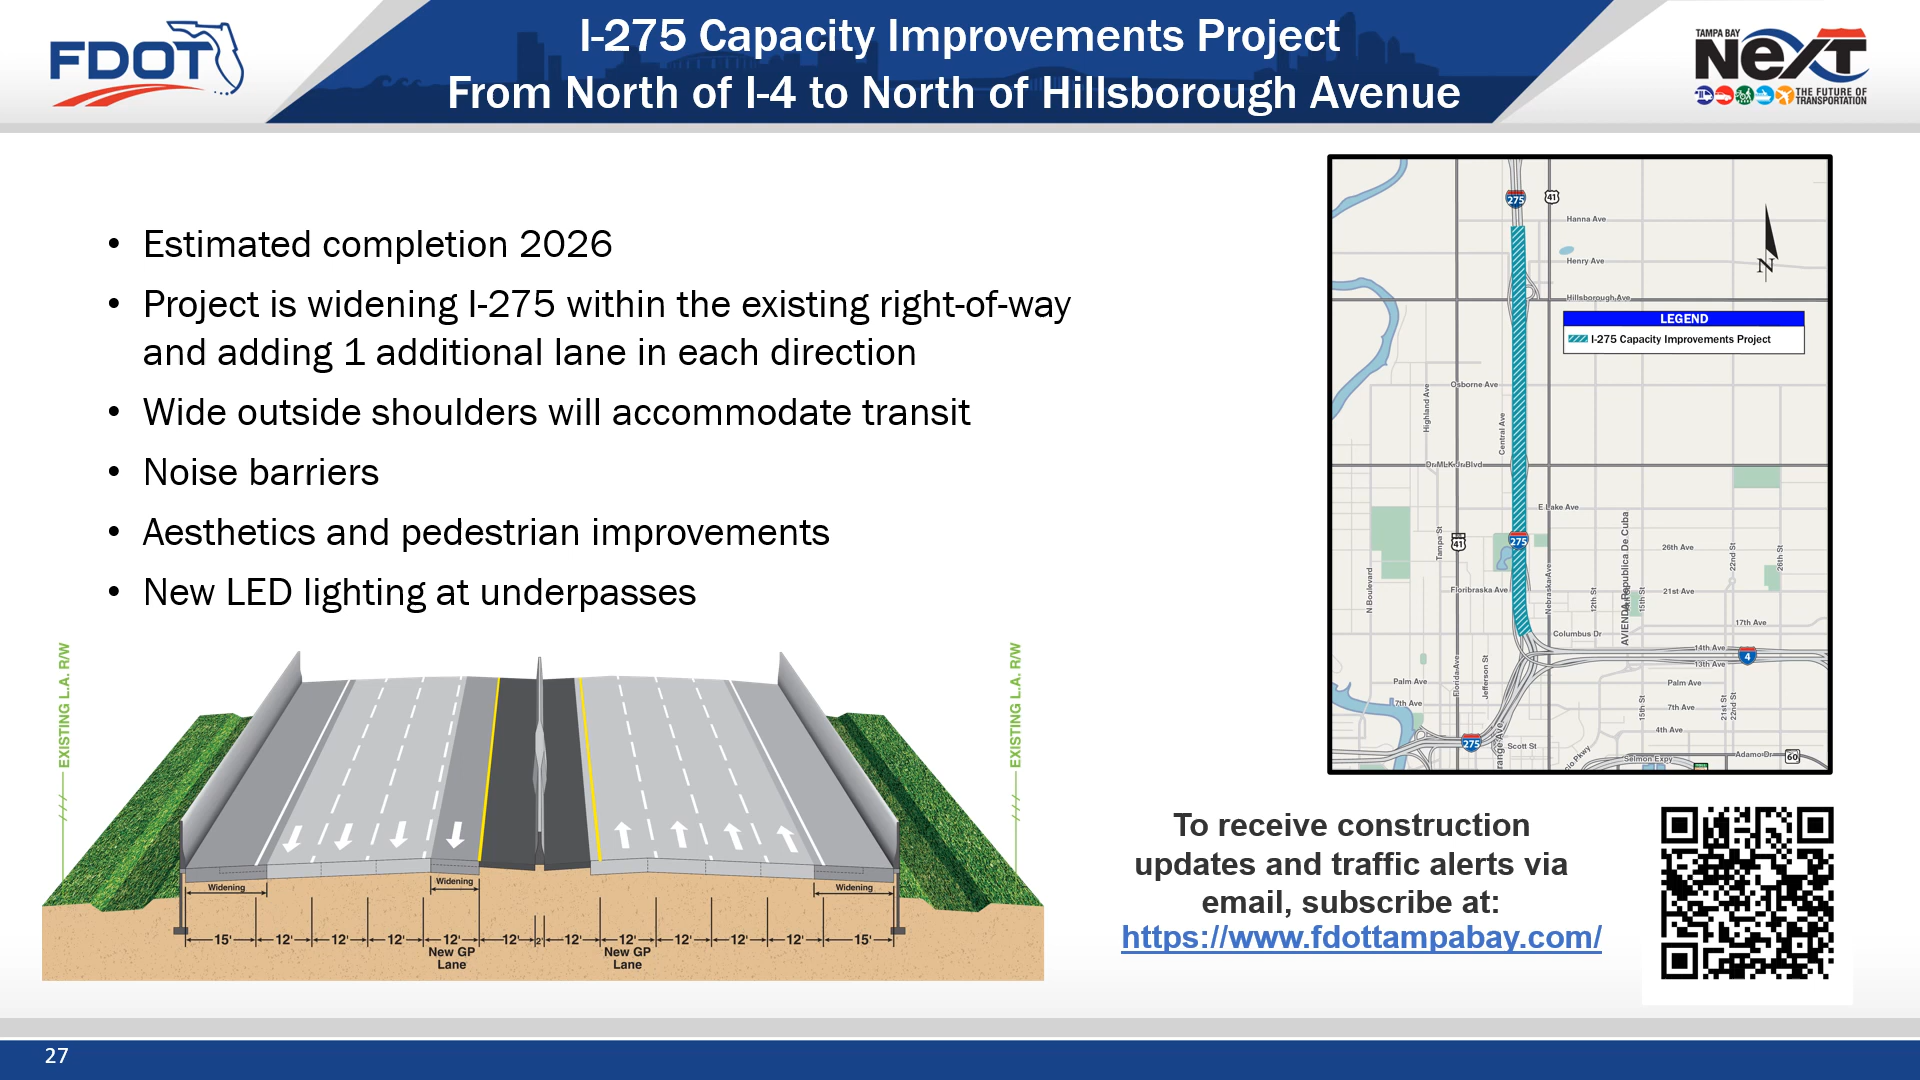 FDOT
I-275 Capacity Improvements Project
From North of I-4 to North of Hillsborough Avenue
TAMPA BAY
NeXT
THE FUTURE OF
TRANSPORTATION
• Estimated completion 2026
• Project is widening I-275 within the existing right-of-way
and adding 1 additional lane in each direction
• Wide outside shoulders will accommodate transit
• Noise barriers
• Aesthetics and pedestrian improvements
• New LED lighting at underpasses
EXISTING L.A. R/W
EXISTING L.A. R/W
Widening
Widening
Widening
15' 12' 12' 12' 12' 12' 2' 12' 12' 12' 12' 12' 15'
New GP
Lane
New GP
Lane
275
41
Hanna Ave
N
Henry Ave
Hillsborough Ave
LEGEND
I-275 Capacity Improvements Project
Osborne Ave
Highland Ave
Central Ave
Dr MLK Jr Blvd
E Lake Ave
Tampa St
41
275
AVIENDA Republica De Cuba
26th Ave
22nd St
26th St
N Boulevard
Floribraska Ave
Nebraska Ave
12th St
15th St
21st Ave
17th Ave
Columbus Dr
14th Ave
4
13th Ave
Florida Ave
Jefferson St
Palm Ave
Palm Ave
7th Ave
15th St
7th Ave
21st St
22nd St
4th Ave
275
Scott St
Selmon Expy
Adamo Dr
60
To receive construction
updates and traffic alerts via
email, subscribe at:
https://www.fdottampabay.com/
27